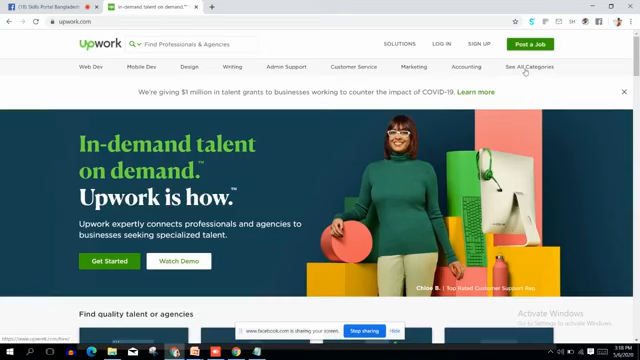 (18) Skills Portal Bangladesh
In-demand talent on demand.™
upwork.com
upwork
Find Professionals & Agencies
SOLUTIONS
LOG IN
SIGN UP
Post a Job
Web Dev
Mobile Dev
Design
Writing
Admin Support
Customer Service
Marketing
Accounting
See All Categories
We're giving $1 million in talent grants to businesses working to counter the impact of COVID-19. Learn more
In-demand talent
on demand.™
Upwork is how.™
Upwork expertly connects professionals and agencies to
businesses seeking specialized talent.
Get Started
Watch Demo
Chloe B. | Top Rated Customer Support Rep
Find quality talent or agencies
Activate Windows
Go to Settings to activate Windows.
www.facebook.com is sharing your screen.
Stop sharing
Hide
3:18 PM
5/6/2020